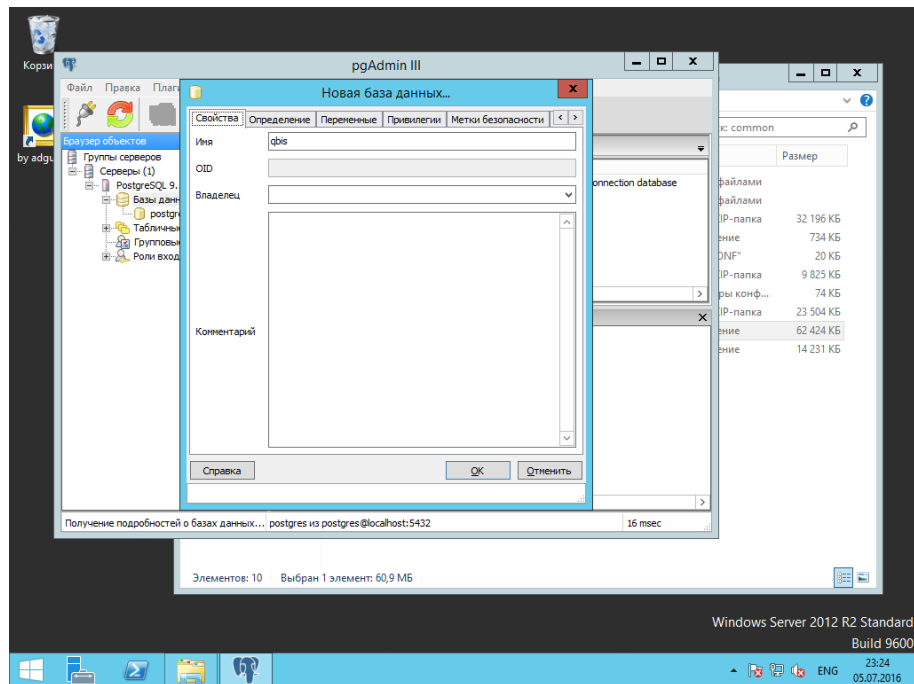 Корзи
by adgu
pgAdmin III
Файл Правка Плаги
Браузер объектов
Группы серверов
Серверы (1)
PostgreSQL 9.
Базы данн
postgre
Табличны
Групповы
Роли вход
Новая база данных...
Свойства Определение Переменные Привилегии Метки безопасности
Имя qbis
OID
Владелец
Комментарий
Справка OK Отменить
onnection database
Получение подробностей о базах данных... postgres из postgres@localhost:5432 16 msec
к: common
Размер
файлами
файлами
IP-папка 32 196 КБ
ение 734 КБ
ONF" 20 КБ
IP-папка 9 825 КБ
ры конф... 74 КБ
IP-папка 23 504 КБ
ение 62 424 КБ
ение 14 231 КБ
Элементов: 10 Выбран 1 элемент: 60,9 МБ
Windows Server 2012 R2 Standard
Build 9600
ENG 23:24
05.07.2016